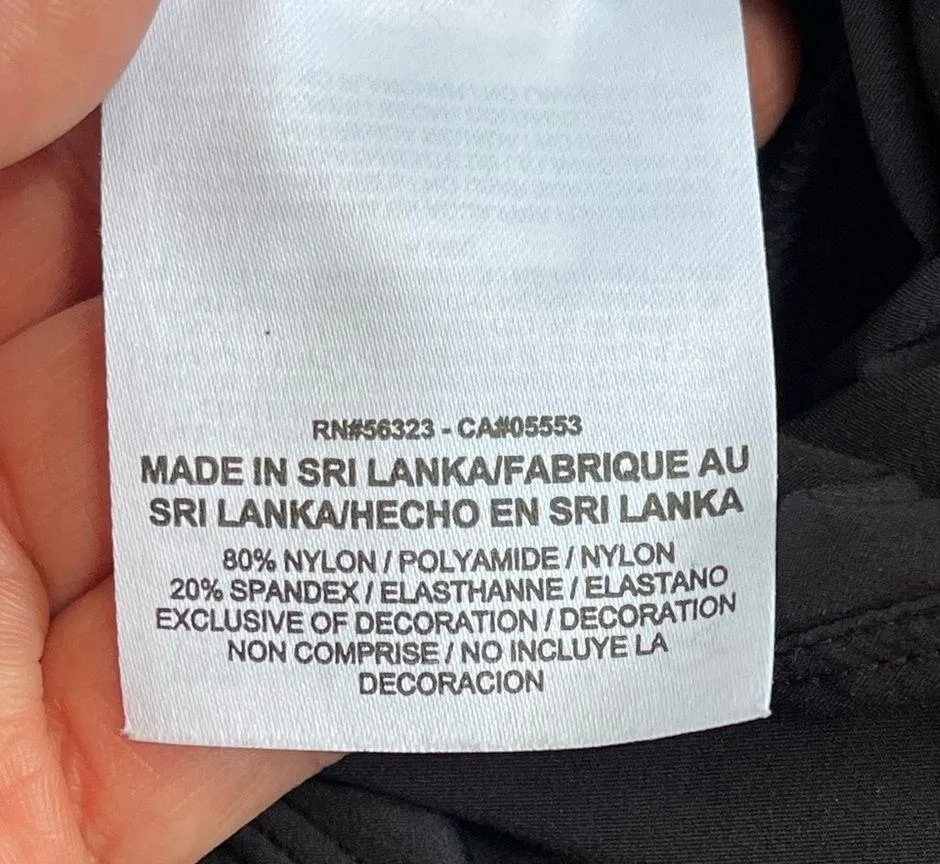 RN#56323 - CA#05553
MADE IN SRI LANKA/FABRIQUE AU
SRI LANKA/HECHO EN SRI LANKA
80% NYLON / POLYAMIDE / NYLON
20% SPANDEX / ELASTHANNE / ELASTANO
EXCLUSIVE OF DECORATION / DECORATION
NON COMPRISE / NO INCLUYE LA
DECORACION